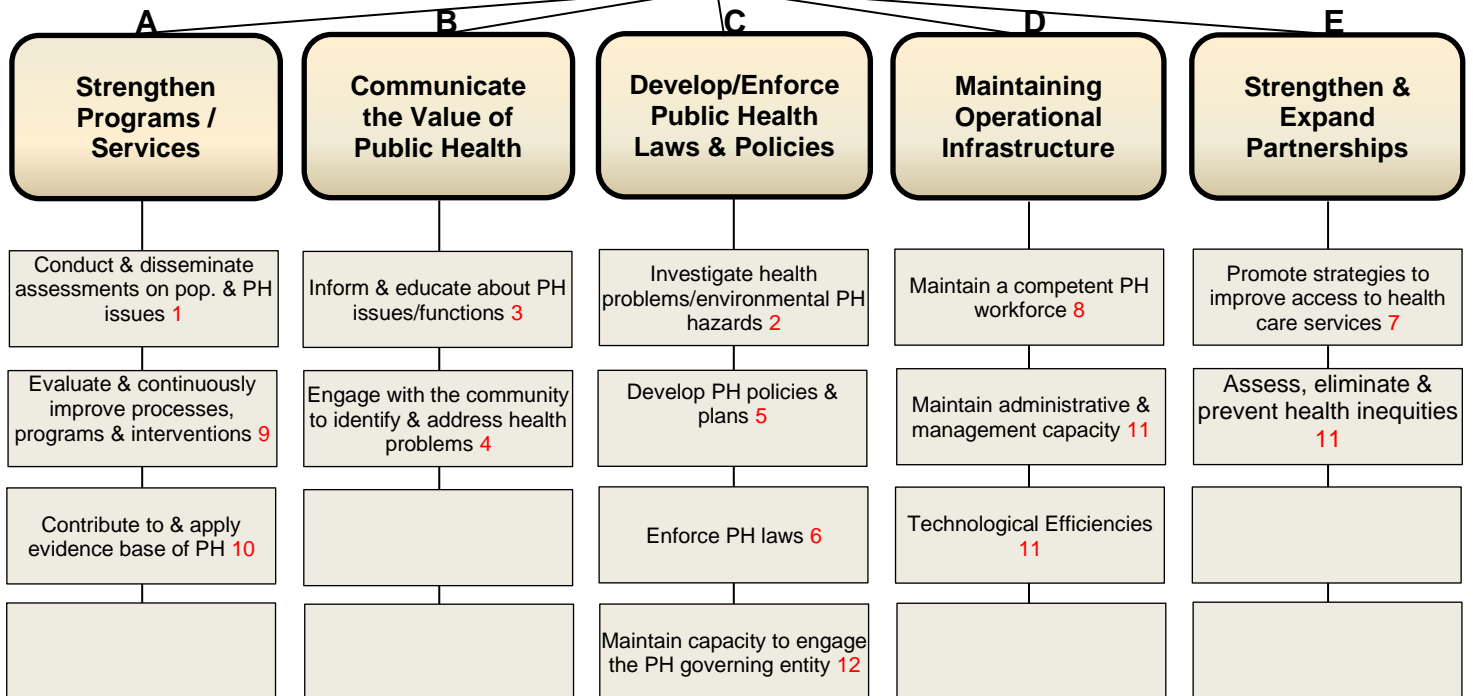 A
B
C
D
E
Strengthen
Programs /
Services
Communicate
the Value of
Public Health
Develop/Enforce
Public Health
Laws & Policies
Maintaining
Operational
Infrastructure
Strengthen &
Expand
Partnerships
Conduct & disseminate
assessments on pop. & PH
issues 1
Evaluate & continuously
improve processes,
programs & interventions 9
Contribute to & apply
evidence base of PH 10
Inform & educate about PH
issues/functions 3
Engage with the community
to identify & address health
problems 4
Investigate health
problems/environmental PH
hazards 2
Develop PH policies &
plans 5
Enforce PH laws 6
Maintain capacity to engage
the PH governing entity 12
Maintain a competent PH
workforce 8
Maintain administrative &
management capacity 11
Technological Efficiencies
11
Promote strategies to
improve access to health
care services 7
Assess, eliminate &
prevent health inequities
11